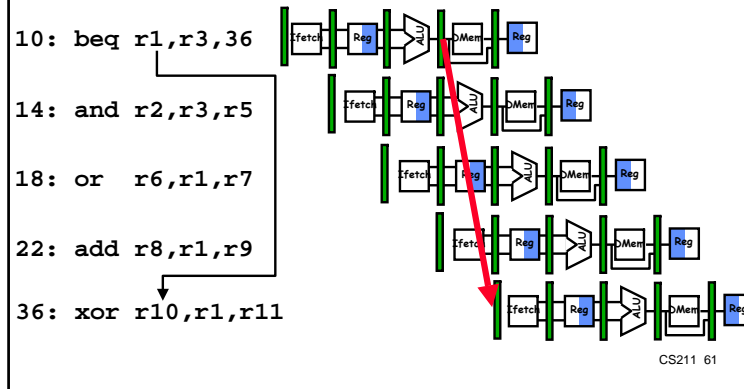 10: beq r1,r3,36
Ifetch Reg ALU DMem Reg
14: and r2,r3,r5
Ifetch Reg ALU DMem Reg
18: or r6,r1,r7
Ifetch Reg ALU DMem Reg
22: add r8,r1,r9
Ifetch Reg ALU DMem Reg
36: xor r10,r1,r11
Ifetch Reg ALU DMem Reg
CS211 61